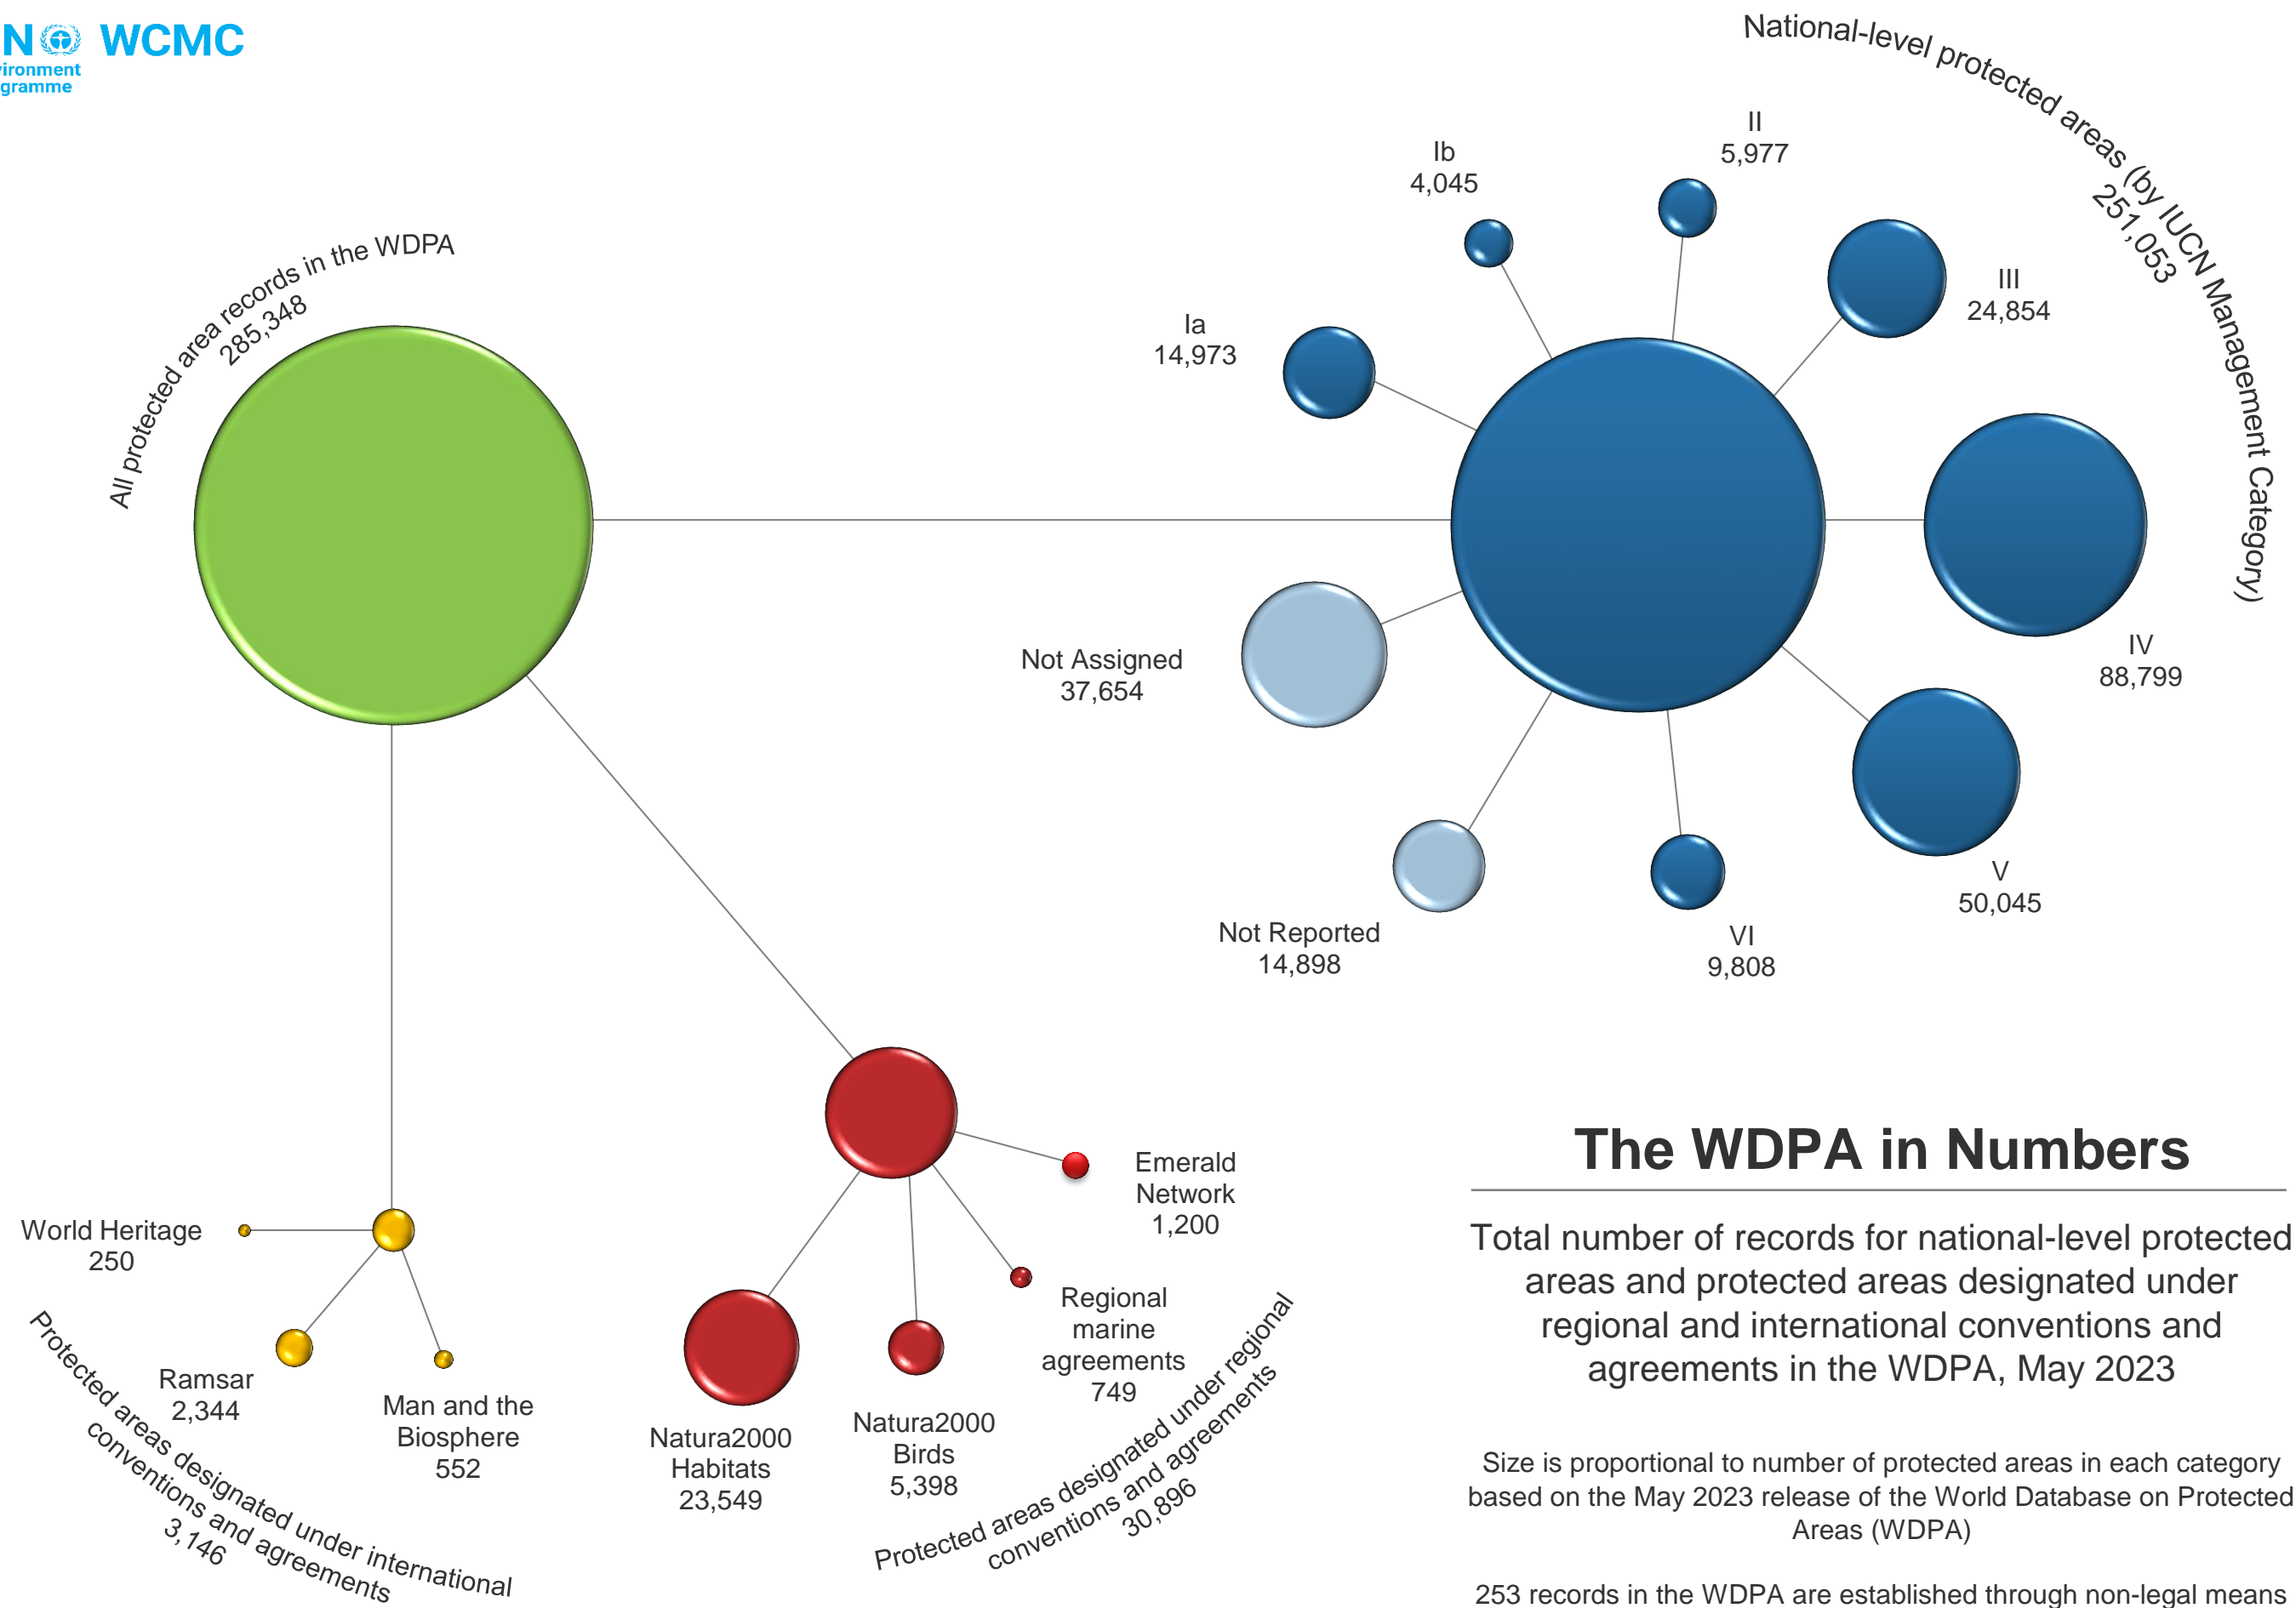 N WCMC
ironment
gramme
All protected area records in the WDPA
285,348
National-level protected areas (by IUCN Management Category)
251,053
Ia
14,973
Ib
4,045
II
5,977
III
24,854
IV
88,799
V
50,045
VI
9,808
Not Reported
14,898
Not Assigned
37,654
World Heritage
250
Ramsar
2,344
Man and the
Biosphere
552
Protected areas designated under international
conventions and agreements
3,146
Natura2000
Habitats
23,549
Natura2000
Birds
5,398
Regional
marine
agreements
749
Emerald
Network
1,200
Protected areas designated under regional
conventions and agreements
30,896
The WDPA in Numbers
Total number of records for national-level protected
areas and protected areas designated under
regional and international conventions and
agreements in the WDPA, May 2023
Size is proportional to number of protected areas in each category
based on the May 2023 release of the World Database on Protected
Areas (WDPA)
253 records in the WDPA are established through non-legal means